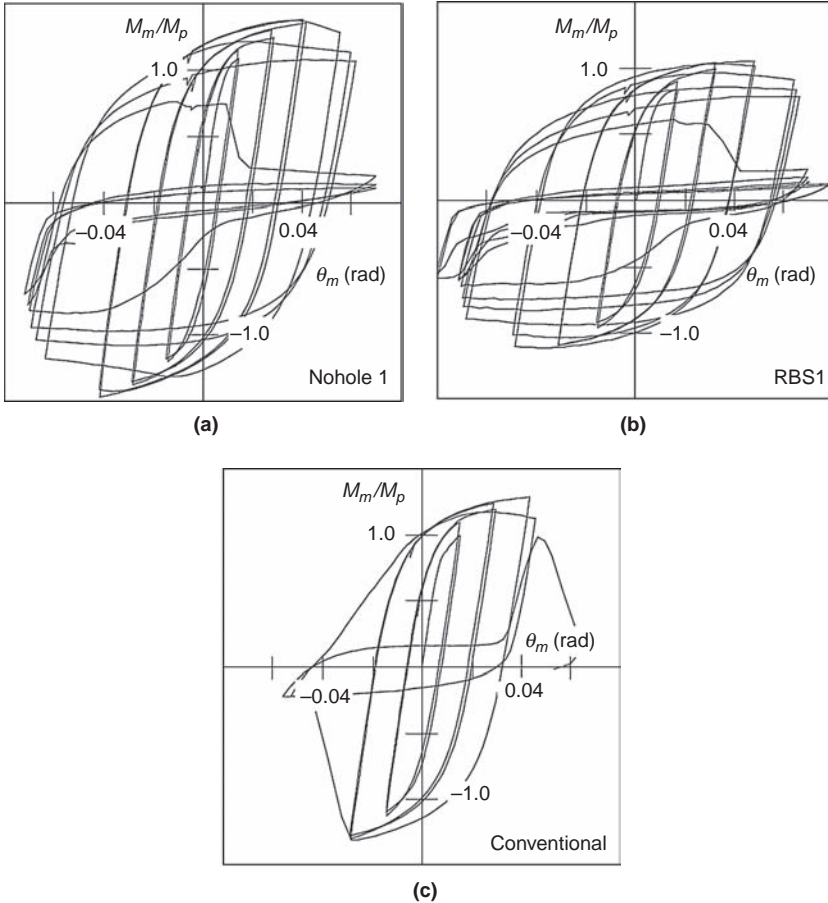 M_m/M_p
1.0
−0.04
0.04
θ_m (rad)
−1.0
Nohole 1
(a)
M_m/M_p
1.0
−0.04
0.04
θ_m (rad)
−1.0
RBS1
(b)
M_m/M_p
1.0
θ_m (rad)
−0.04
0.04
−1.0
Conventional
(c)